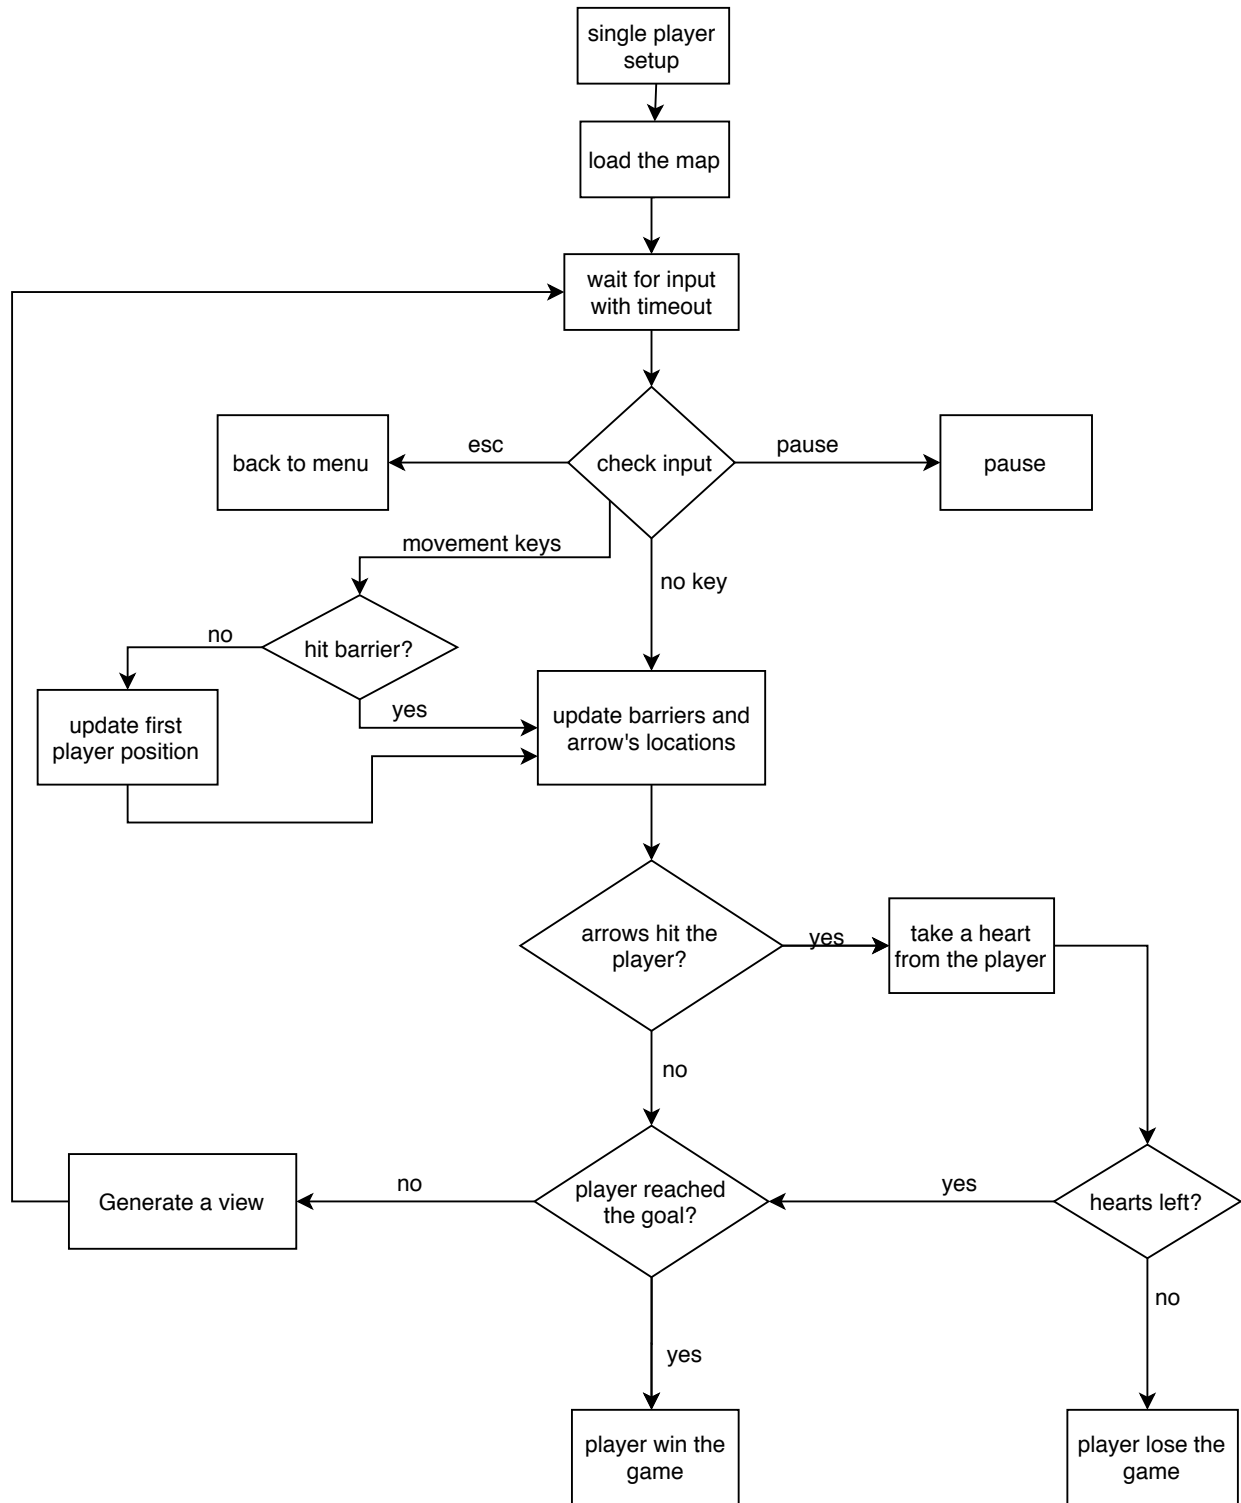 single player
setup
load the map
wait for input
with timeout
esc
pause
back to menu
check input
pause
movement keys
no key
no
hit barrier?
yes
update first
player position
update barriers and
arrow's locations
arrows hit the
player?
yes
take a heart
from the player
no
Generate a view
no
player reached
the goal?
yes
hearts left?
no
yes
player win the
game
player lose the
game